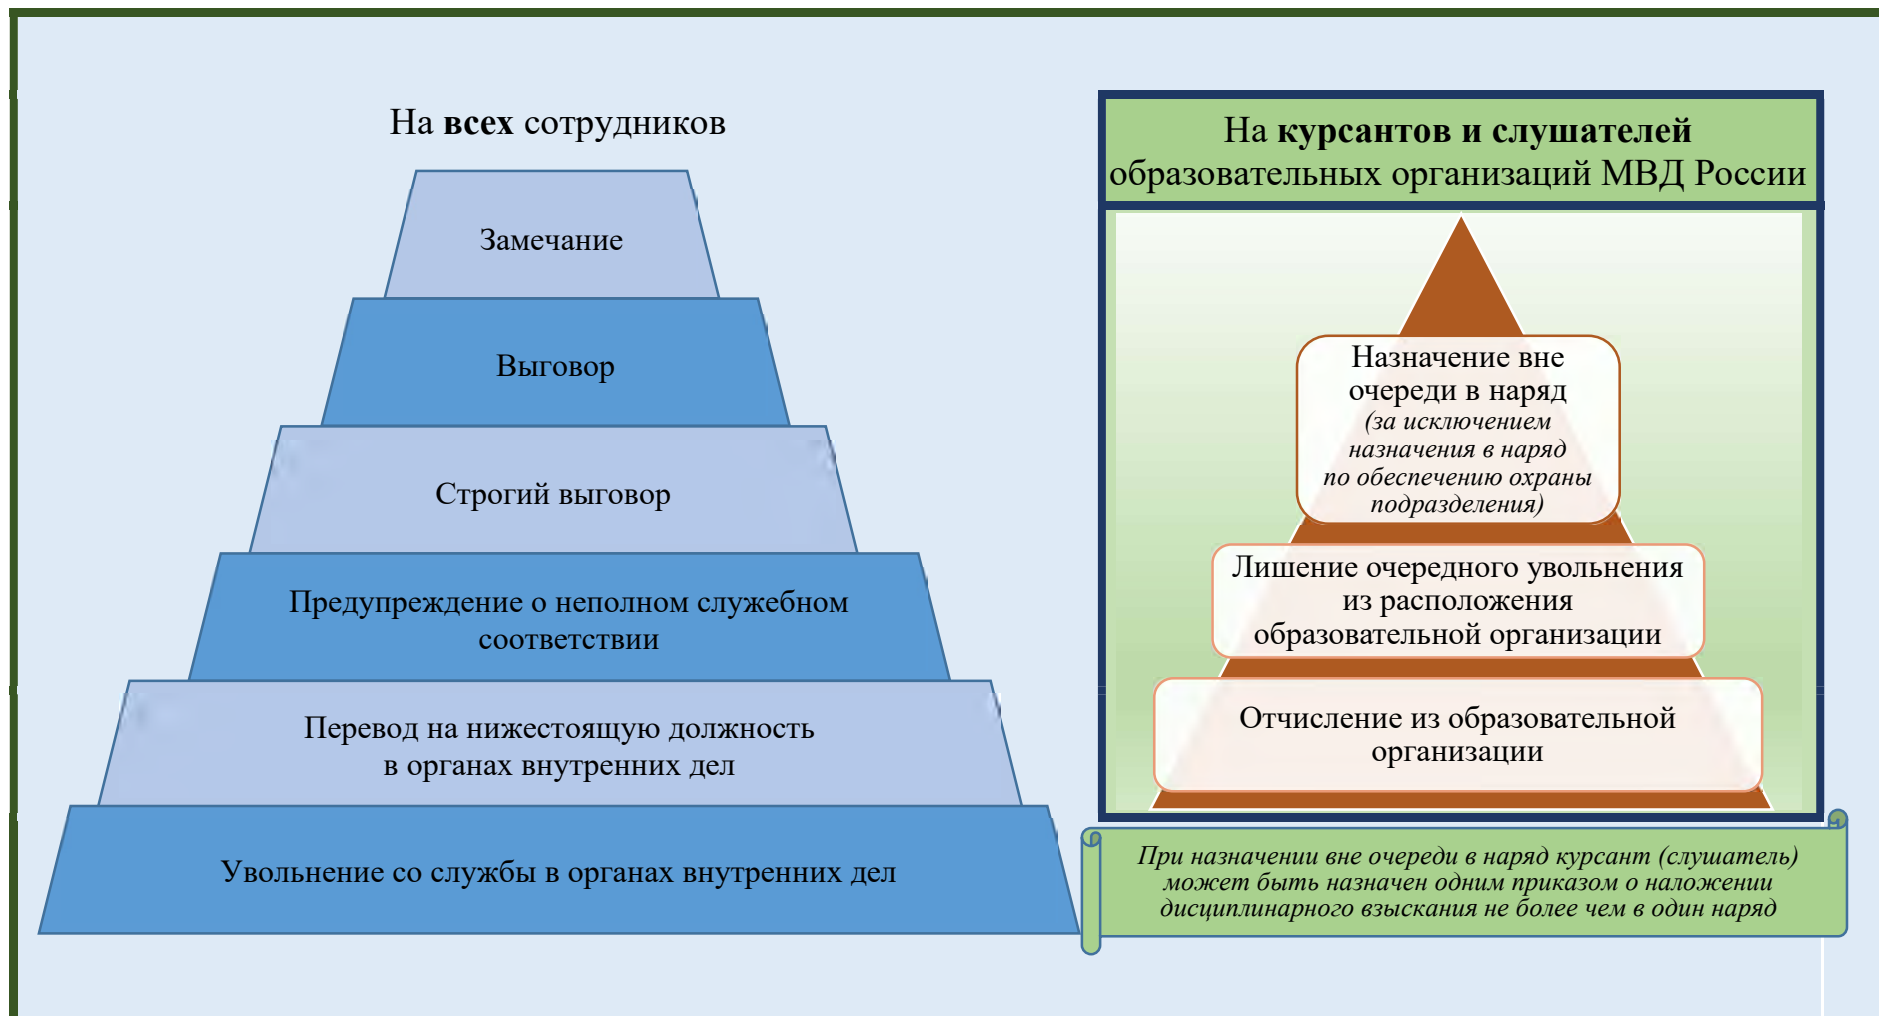 На всех сотрудников
Замечание
Выговор
Строгий выговор
Предупреждение о неполном служебном
соответствии
Перевод на нижестоящую должность
в органах внутренних дел
Увольнение со службы в органах внутренних дел
На курсантов и слушателей
образовательных организаций МВД России
Назначение вне
очереди в наряд
(за исключением
назначения в наряд
по обеспечению охраны
подразделения)
Лишение очередного увольнения
из расположения
образовательной организации
Отчисление из образовательной
организации
При назначении вне очереди в наряд курсант (слушатель)
может быть назначен одним приказом о наложении
дисциплинарного взыскания не более чем в один наряд